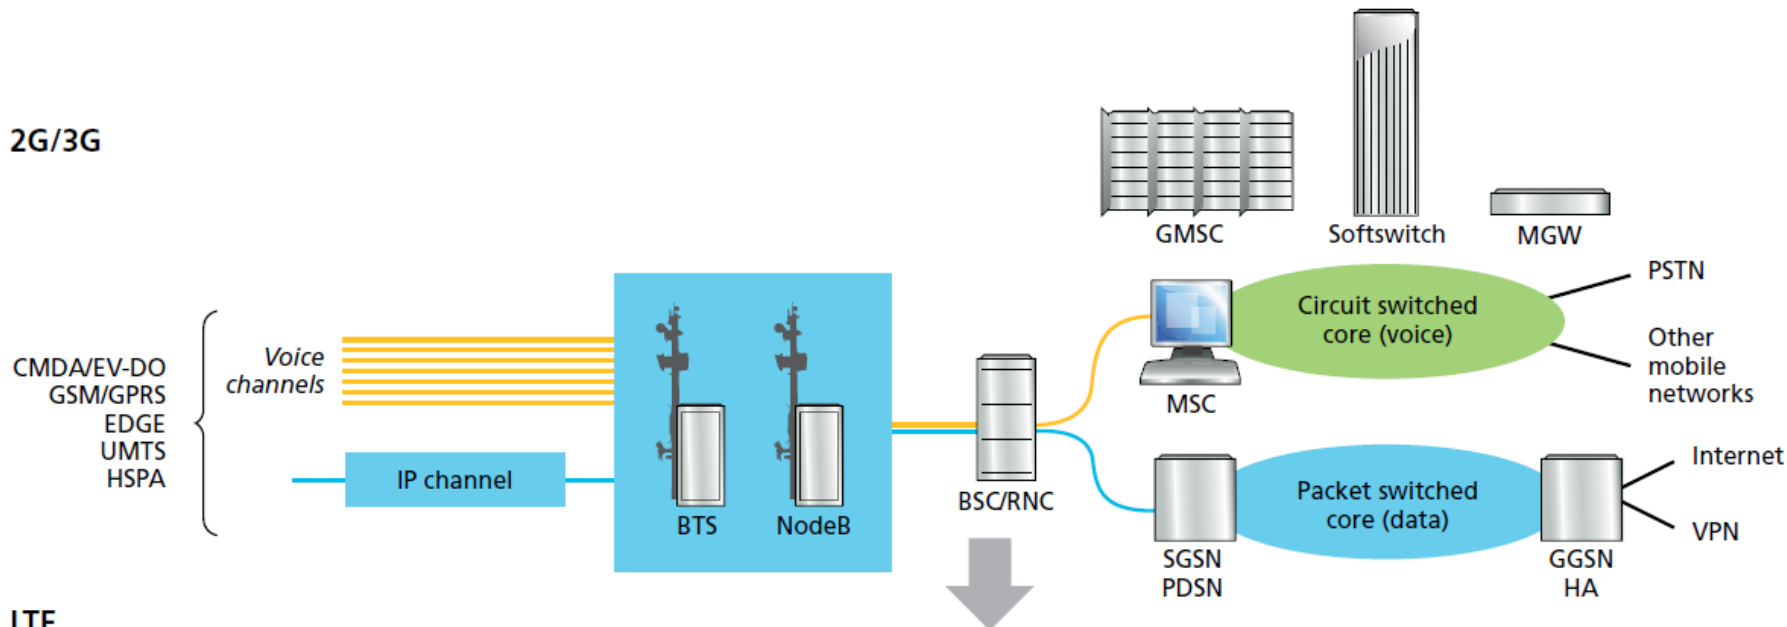 2G/3G
GMSC
Softswitch
MGW
PSTN
Circuit switched
core (voice)
Other
mobile
networks
Voice
channels
CMDA/EV-DO
GSM/GPRS
EDGE
UMTS
HSPA
MSC
IP channel
BTS
NodeB
BSC/RNC
Internet
Packet switched
core (data)
VPN
SGSN
PDSN
GGSN
HA
LTE